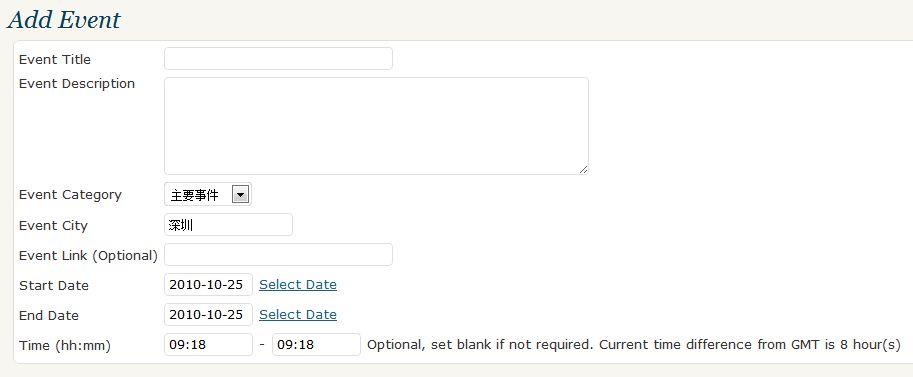 Add Event
Event Title
Event Description
Event Category 主要事件
Event City 深圳
Event Link (Optional)
Start Date 2010-10-25 Select Date
End Date 2010-10-25 Select Date
Time (hh:mm) 09:18 - 09:18 Optional, set blank if not required. Current time difference from GMT is 8 hour(s)